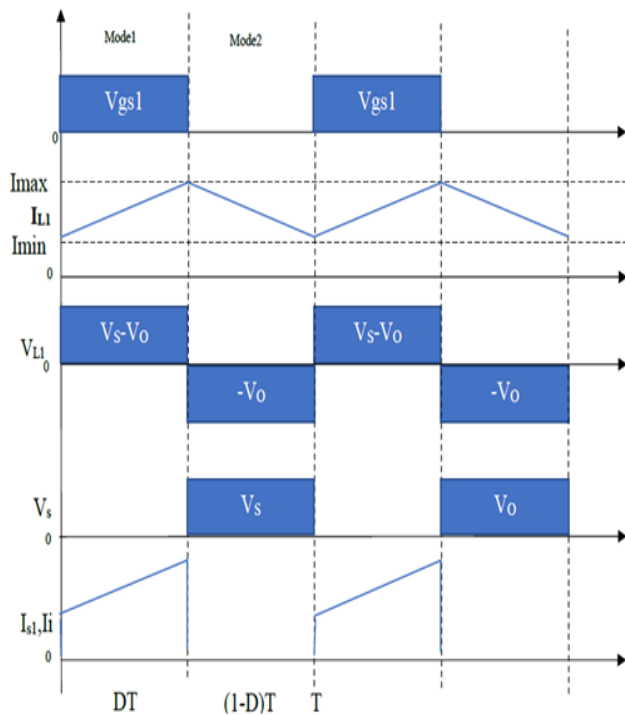 Mode1 Mode2
Vgs1 Vgs1
0
Imax
IL1
Imin
0
Vs-Vo Vs-Vo
VL1
0
-Vo -Vo
Vs Vs Vo
0
Is1,Ii
0
DT (1-D)T T